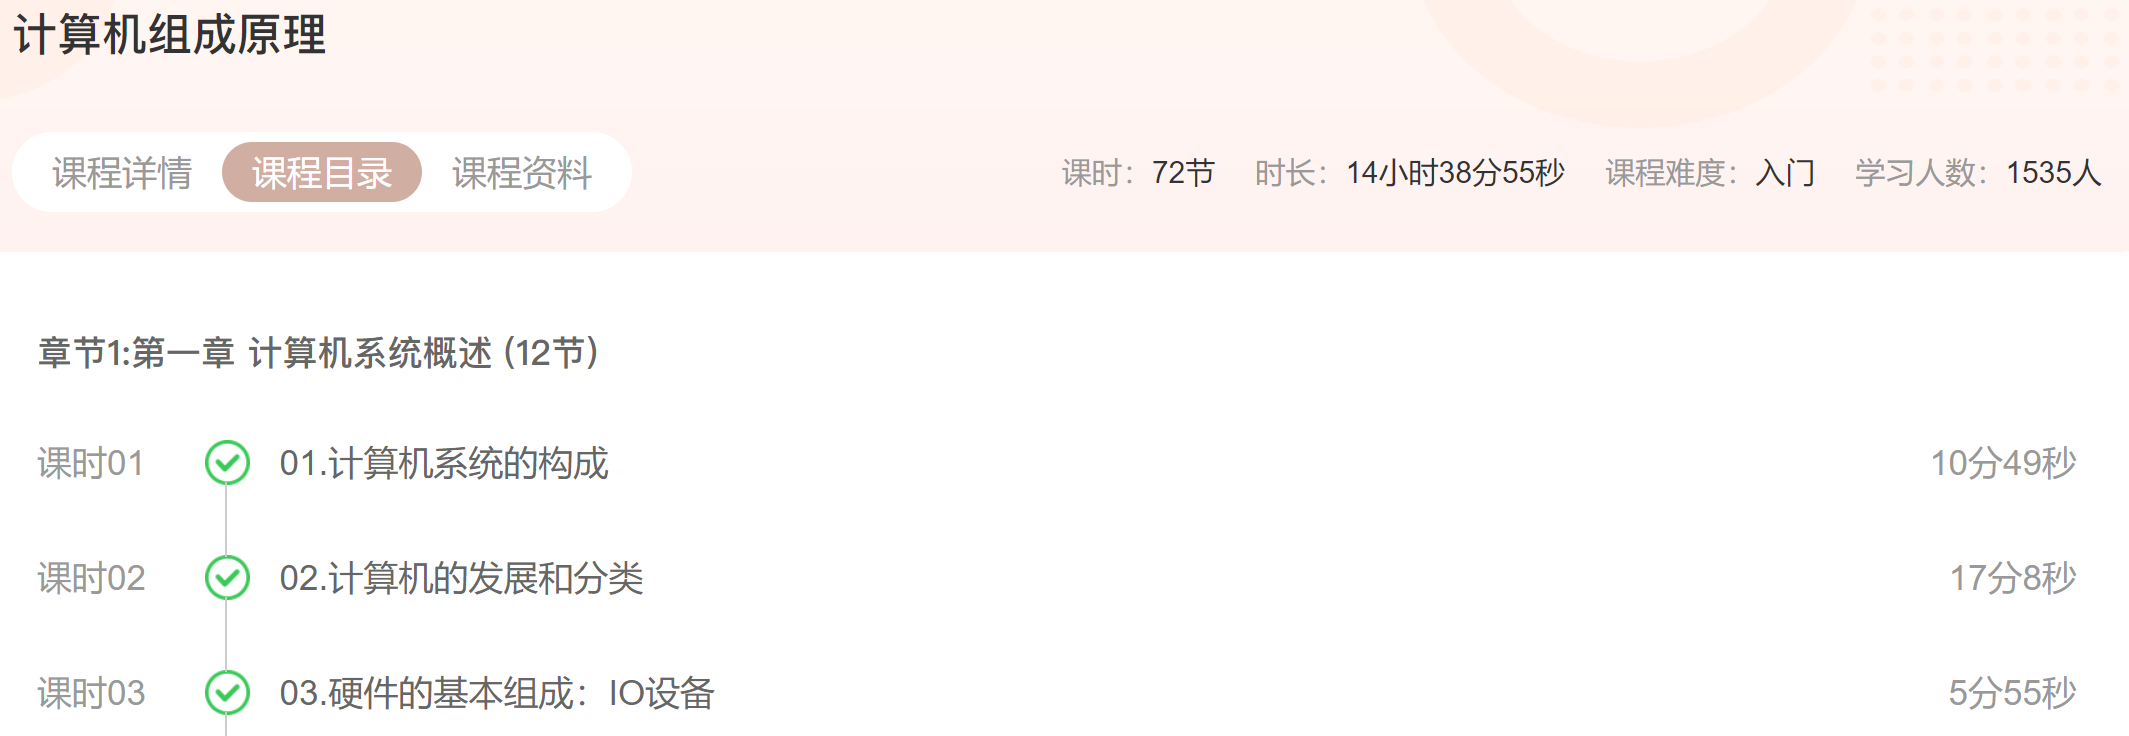 计算机组成原理
课程详情 课程目录 课程资料 课时：72节 时长：14小时38分55秒 课程难度：入门 学习人数：1535人
章节1:第一章 计算机系统概述 (12节)
课时01 01.计算机系统的构成 10分49秒
课时02 02.计算机的发展和分类 17分8秒
课时03 03.硬件的基本组成：IO设备 5分55秒